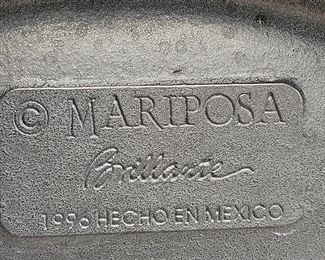 © MARIPOSA
Brillante
1996 HECHO EN MEXICO